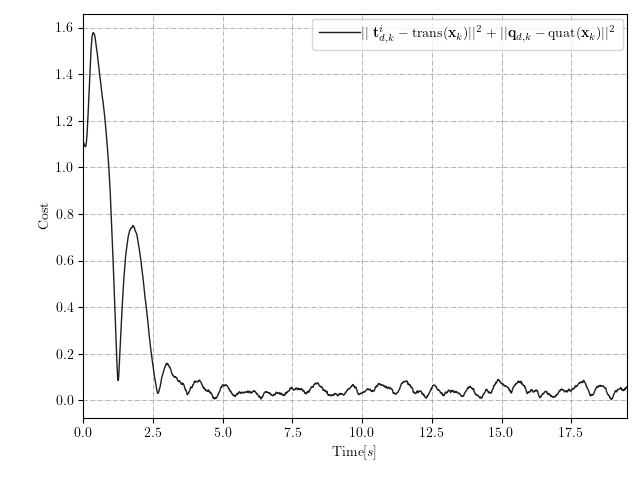 || t^i_{d,k} − trans(x_k)||^2 + ||q_{d,k} − quat(x_k)||^2
1.6
1.4
1.2
1.0
0.8
0.6
0.4
0.2
0.0
Cost
0.0 2.5 5.0 7.5 10.0 12.5 15.0 17.5
Time[s]